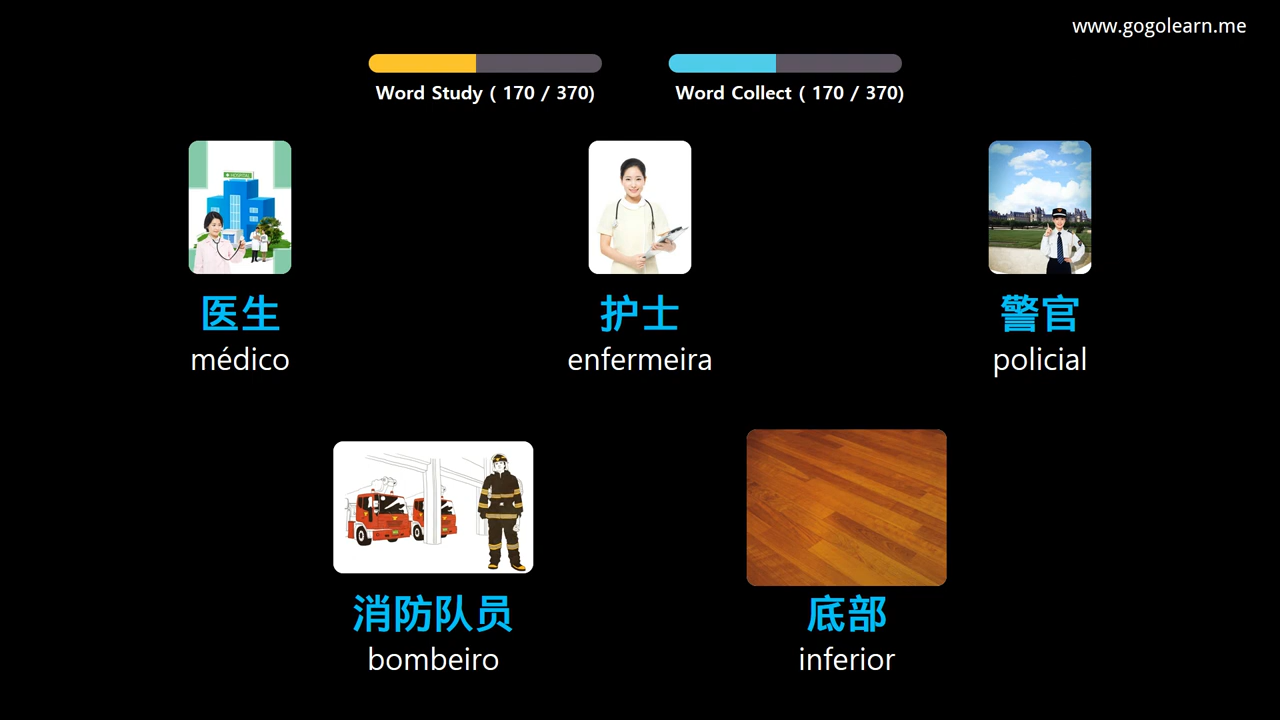 www.gogolearn.me
Word Study ( 170 / 370)
Word Collect ( 170 / 370)
HOSPITAL
医生
护士
警官
médico
enfermeira
policial
消防队员
底部
bombeiro
inferior